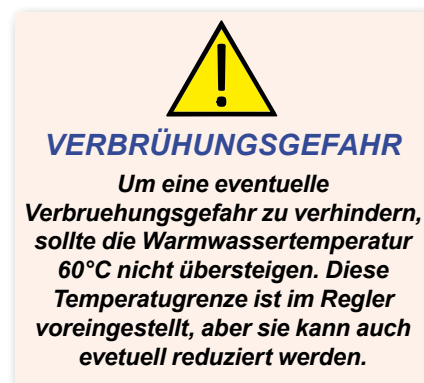 VERBRÜHUNGSGEFAHR
Um eine eventuelle
Verbruehungsgefahr zu verhindern,
sollte die Warmwassertemperatur
60°C nicht übersteigen. Diese
Temperatugrenze ist im Regler
voreingestellt, aber sie kann auch
evetuell reduziert werden.